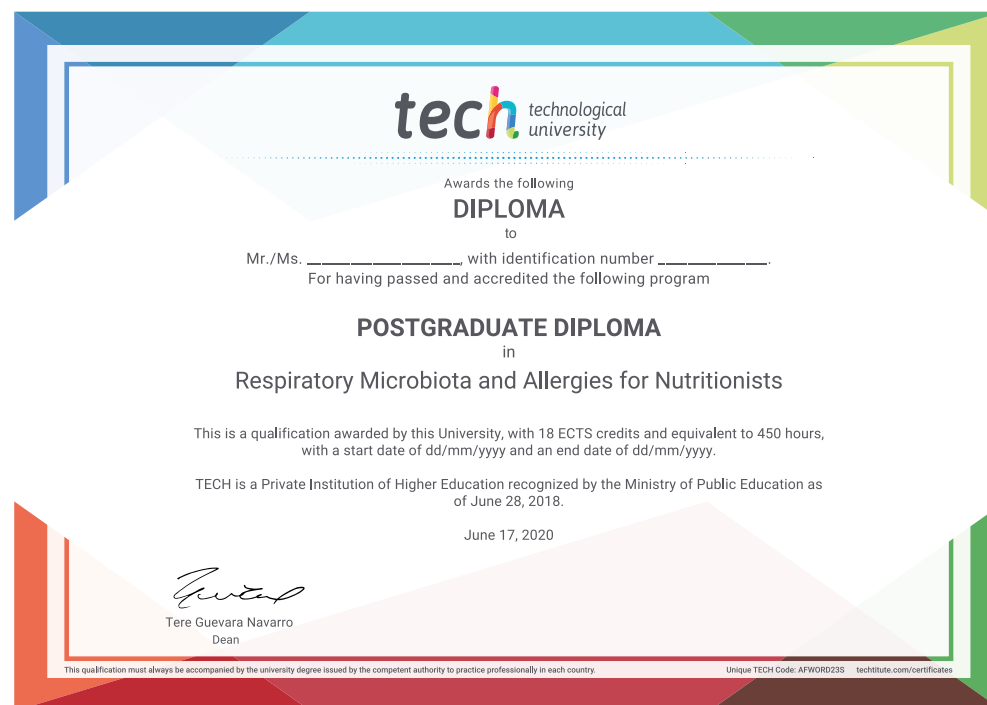 tech technological
university
Awards the following
DIPLOMA
to
Mr./Ms. ____________________, with identification number ______________.
For having passed and accredited the following program
POSTGRADUATE DIPLOMA
in
Respiratory Microbiota and Allergies for Nutritionists
This is a qualification awarded by this University, with 18 ECTS credits and equivalent to 450 hours,
with a start date of dd/mm/yyyy and an end date of dd/mm/yyyy.
TECH is a Private Institution of Higher Education recognized by the Ministry of Public Education as
of June 28, 2018.
June 17, 2020
Tere Guevara Navarro
Dean
This qualification must always be accompanied by the university degree issued by the competent authority to practice professionally in each country.
Unique TECH Code: AFWORD23S techtitute.com/certificates